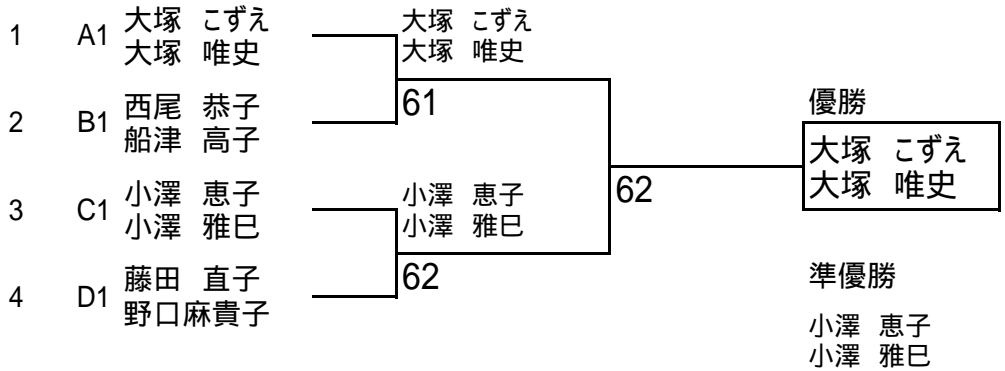 1 A1 大塚 こずえ
大塚 唯史
2 B1 西尾 恭子
船津 高子
3 C1 小澤 恵子
小澤 雅巳
4 D1 藤田 直子
野口麻貴子
大塚 こずえ
大塚 唯史
61
小澤 恵子
小澤 雅巳
62
62
優勝
大塚 こずえ
大塚 唯史
準優勝
小澤 恵子
小澤 雅巳